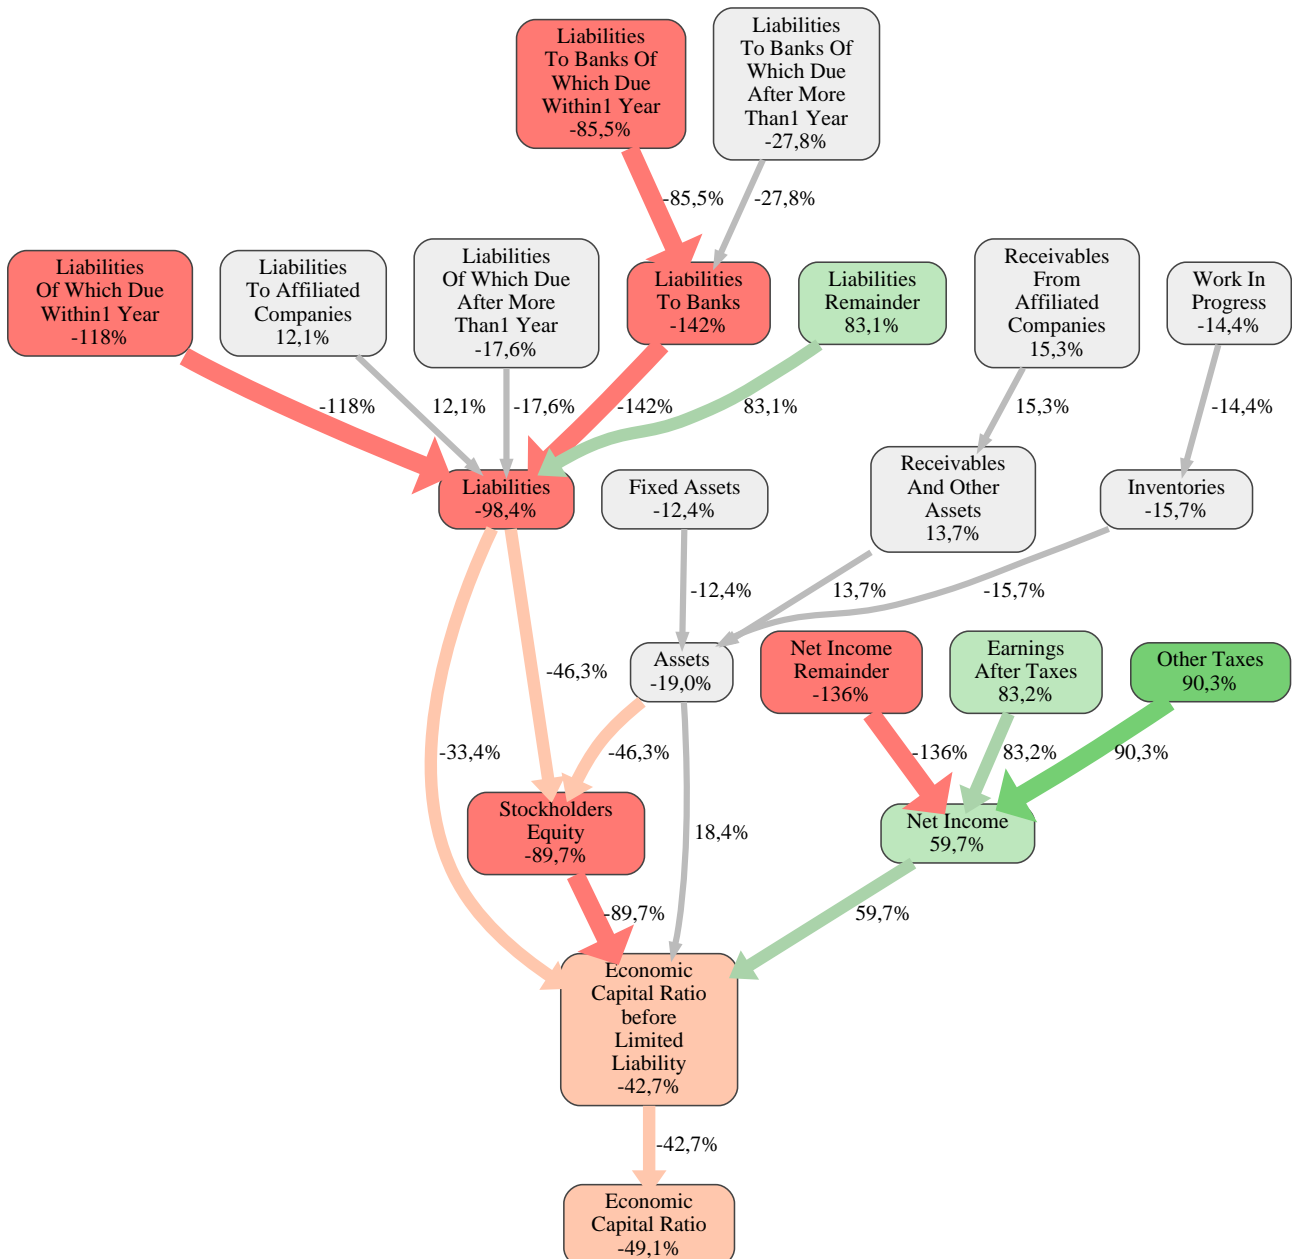 Liabilities
To Banks Of
Which Due
Within1 Year
-85,5%
Liabilities
To Banks Of
Which Due
After More
Than1 Year
-27,8%
-85,5%
-27,8%
Liabilities
Of Which Due
Within1 Year
-118%
Liabilities
To Affiliated
Companies
12,1%
Liabilities
Of Which Due
After More
Than1 Year
-17,6%
Liabilities
To Banks
-142%
Liabilities
Remainder
83,1%
Receivables
From
Affiliated
Companies
15,3%
Work In
Progress
-14,4%
-118%
12,1%
-17,6%
-142%
83,1%
15,3%
-14,4%
Liabilities
-98,4%
Fixed Assets
-12,4%
Receivables
And Other
Assets
13,7%
Inventories
-15,7%
-12,4%
13,7%
-15,7%
-46,3%
Assets
-19,0%
Net Income
Remainder
-136%
Earnings
After Taxes
83,2%
Other Taxes
90,3%
-33,4%
-46,3%
-136%
83,2%
90,3%
Stockholders
Equity
-89,7%
18,4%
Net Income
59,7%
-89,7%
59,7%
Economic
Capital Ratio
before
Limited
Liability
-42,7%
-42,7%
Economic
Capital Ratio
-49,1%